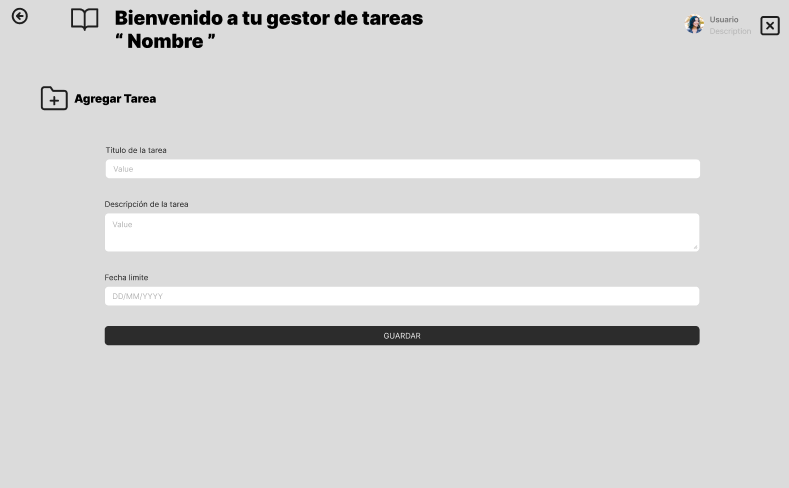 Bienvenido a tu gestor de tareas
“ Nombre ”
Usuario
Description
Agregar Tarea
Titulo de la tarea
Value
Descripción de la tarea
Value
Fecha limite
DD/MM/YYYY
GUARDAR